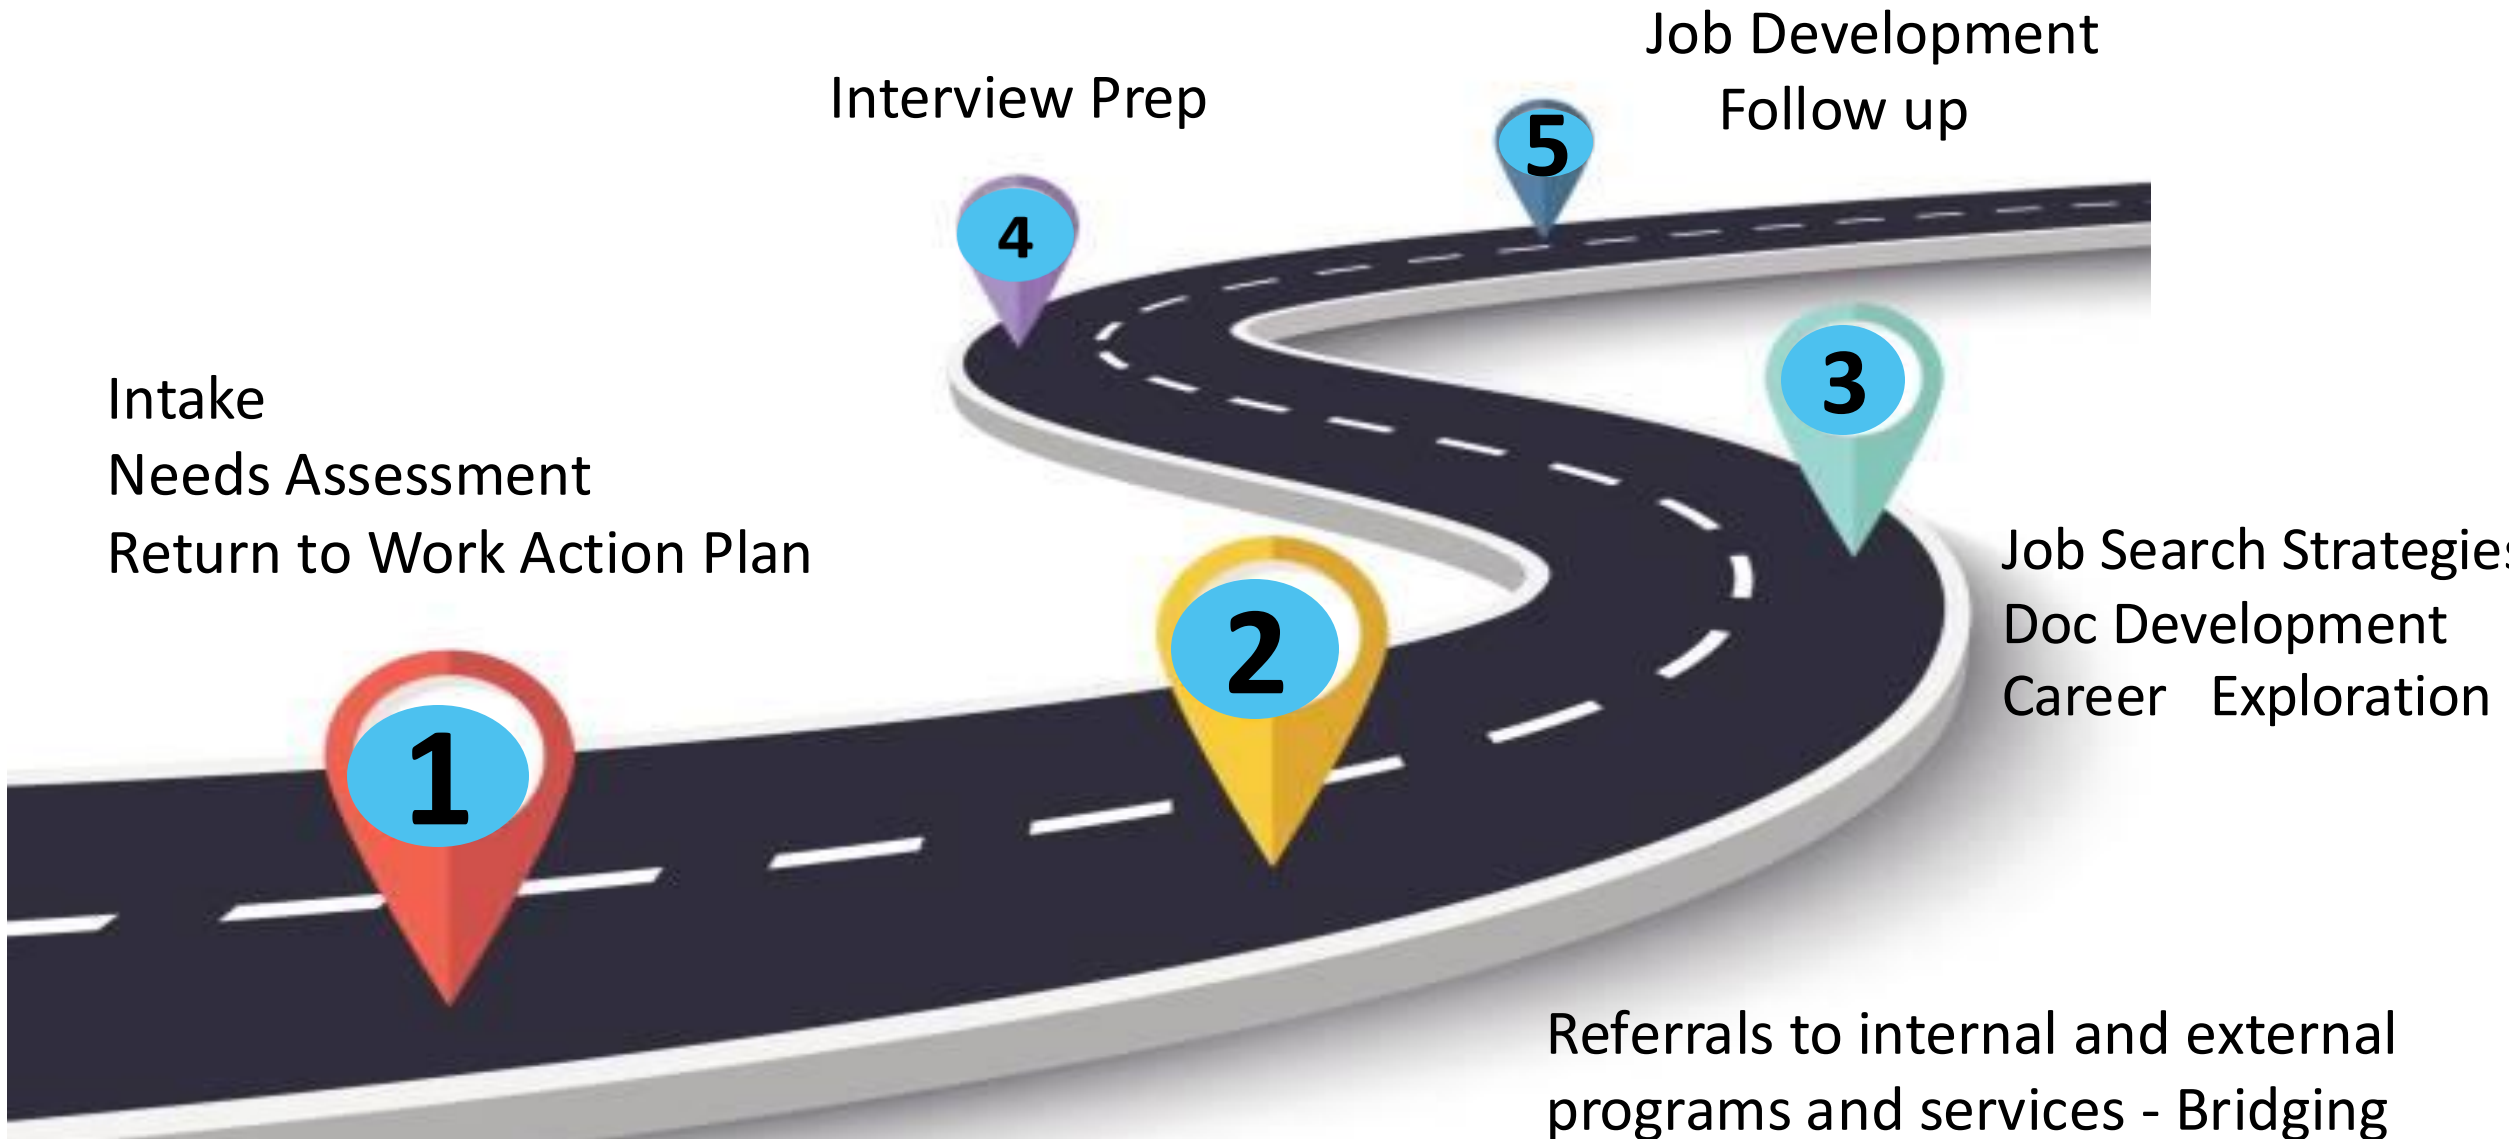 Job Development
Follow up
Interview Prep
5
4
3
Intake
Needs Assessment
Return to Work Action Plan
Job Search Strategies
Doc Development
Career Exploration
2
1
Referrals to internal and external
programs and services - Bridging